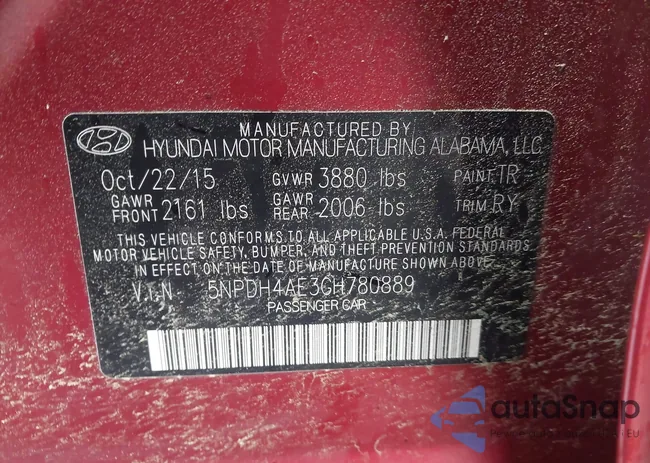 MANUFACTURED BY
HYUNDAI MOTOR MANUFACTURING ALABAMA, LLC.
Oct/22/15 GVWR 3880 lbs PAINT TR
GAWR FRONT 2161 lbs GAWR REAR 2006 lbs TRIM RY
THIS VEHICLE CONFORMS TO ALL APPLICABLE U.S.A. FEDERAL
MOTOR VEHICLE SAFETY, BUMPER, AND THEFT PREVENTION STANDARDS
IN EFFECT ON THE DATE OF MANUFACTURE SHOWN ABOVE.
V.I.N. 5NPDH4AE3GH780889
PASSENGER CAR
autoSnap